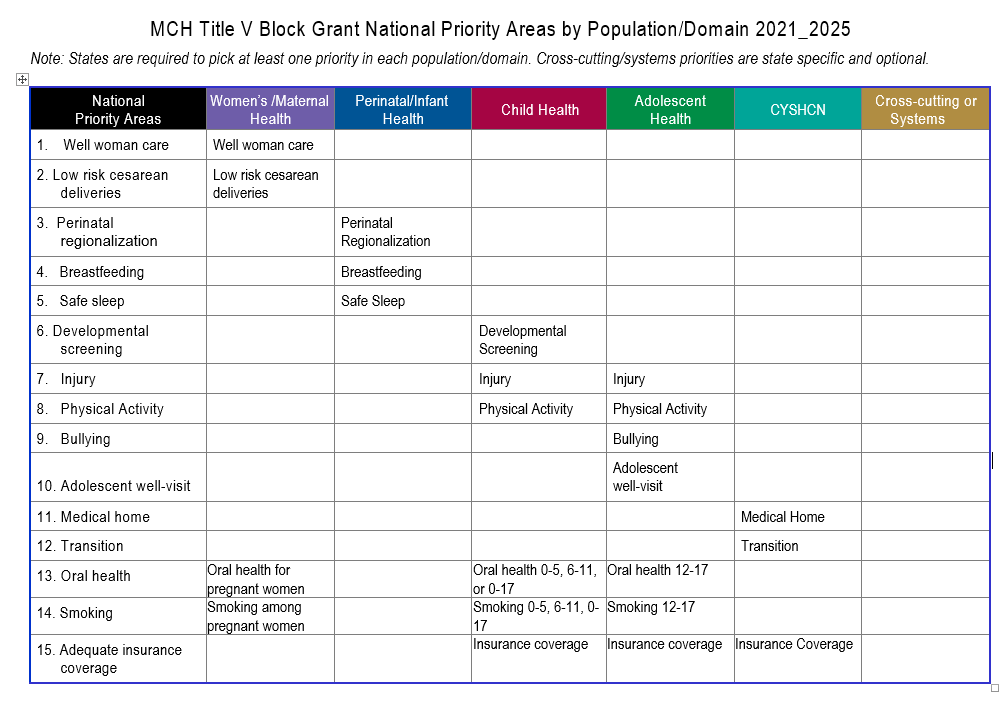 MCH Title V Block Grant National Priority Areas by Population/Domain 2021_2025
Note: States are required to pick at least one priority in each population/domain. Cross-cutting/systems priorities are state specific and optional.
National
Priority Areas
Women's /Maternal
Health
Perinatal/Infant
Health
Child Health
Adolescent
Health
CYSHCN
Cross-cutting or
Systems
1. Well woman care
Well woman care
2. Low risk cesarean
deliveries
Low risk cesarean
deliveries
3. Perinatal
regionalization
Perinatal
Regionalization
4. Breastfeeding
Breastfeeding
5. Safe sleep
Safe Sleep
6. Developmental
screening
Developmental
Screening
7. Injury
Injury
Injury
8. Physical Activity
Physical Activity
Physical Activity
9. Bullying
Bullying
10. Adolescent well-visit
Adolescent
well-visit
11. Medical home
Medical Home
12. Transition
Transition
13. Oral health
Oral health for
pregnant women
Oral health 0-5, 6-11,
or 0-17
Oral health 12-17
14. Smoking
Smoking among
pregnant women
Smoking 0-5, 6-11, 0-
17
Smoking 12-17
15. Adequate insurance
coverage
Insurance coverage
Insurance coverage
Insurance Coverage